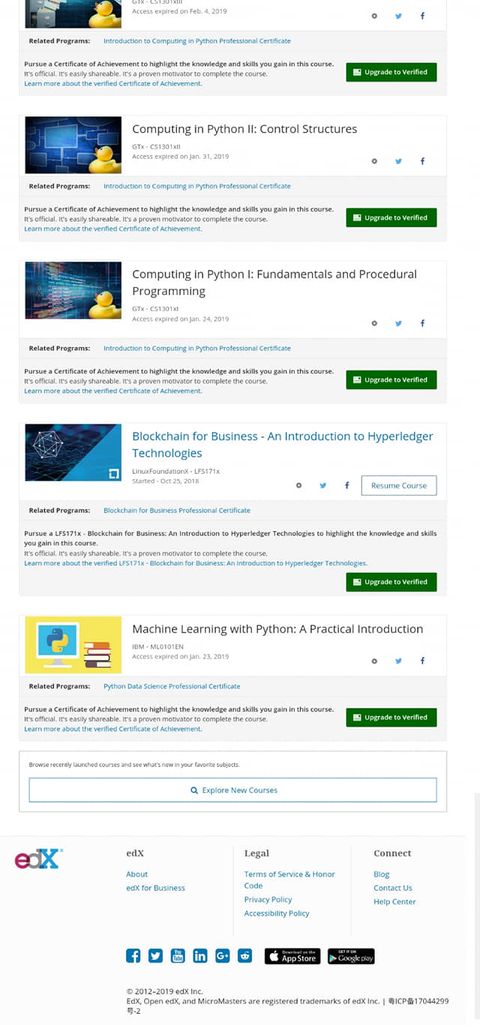 GTx - CS1301xIII
Access expired on Feb. 4, 2019
Related Programs: Introduction to Computing in Python Professional Certificate
Pursue a Certificate of Achievement to highlight the knowledge and skills you gain in this course.
It's official. It's easily shareable. It's a proven motivator to complete the course.
Learn more about the verified Certificate of Achievement.
Upgrade to Verified
Computing in Python II: Control Structures
GTx - CS1301xII
Access expired on Jan. 31, 2019
Related Programs: Introduction to Computing in Python Professional Certificate
Pursue a Certificate of Achievement to highlight the knowledge and skills you gain in this course.
It's official. It's easily shareable. It's a proven motivator to complete the course.
Learn more about the verified Certificate of Achievement.
Upgrade to Verified
Computing in Python I: Fundamentals and Procedural
Programming
GTx - CS1301xI
Access expired on Jan. 24, 2019
Related Programs: Introduction to Computing in Python Professional Certificate
Pursue a Certificate of Achievement to highlight the knowledge and skills you gain in this course.
It's official. It's easily shareable. It's a proven motivator to complete the course.
Learn more about the verified Certificate of Achievement.
Upgrade to Verified
Blockchain for Business - An Introduction to Hyperledger
Technologies
LinuxFoundationX - LFS171x
Started - Oct 25, 2018
Resume Course
Related Programs: Blockchain for Business Professional Certificate
Pursue a LFS171x - Blockchain for Business: An Introduction to Hyperledger Technologies to highlight the knowledge and skills
you gain in this course.
It's official. It's easily shareable. It's a proven motivator to complete the course.
Learn more about the verified LFS171x - Blockchain for Business: An Introduction to Hyperledger Technologies.
Upgrade to Verified
Machine Learning with Python: A Practical Introduction
IBM - ML0101EN
Access expired on Jan. 23, 2019
Related Programs: Python Data Science Professional Certificate
Pursue a Certificate of Achievement to highlight the knowledge and skills you gain in this course.
It's official. It's easily shareable. It's a proven motivator to complete the course.
Learn more about the verified Certificate of Achievement.
Upgrade to Verified
Browse recently launched courses and see what's new in your favorite subjects.
Explore New Courses
edX
edX
About
edX for Business
Legal
Terms of Service & Honor
Code
Privacy Policy
Accessibility Policy
Connect
Blog
Contact Us
Help Center
Download on the
App Store
GET IT ON
Google play
© 2012–2019 edX Inc.
EdX, Open edX, and MicroMasters are registered trademarks of edX Inc. | 粤ICP备17044299
号-2